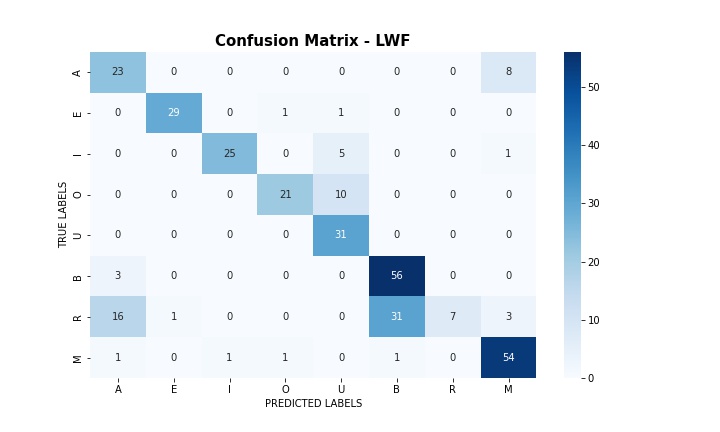 Confusion Matrix - LWF
TRUE LABELS
A 23 0 0 0 0 0 0 8
E 0 29 0 1 1 0 0 0
I 0 0 25 0 5 0 0 1
O 0 0 0 21 10 0 0 0
U 0 0 0 0 31 0 0 0
B 3 0 0 0 0 56 0 0
R 16 1 0 0 0 31 7 3
M 1 0 1 1 0 1 0 54
A E I O U B R M
PREDICTED LABELS
50
40
30
20
10
0